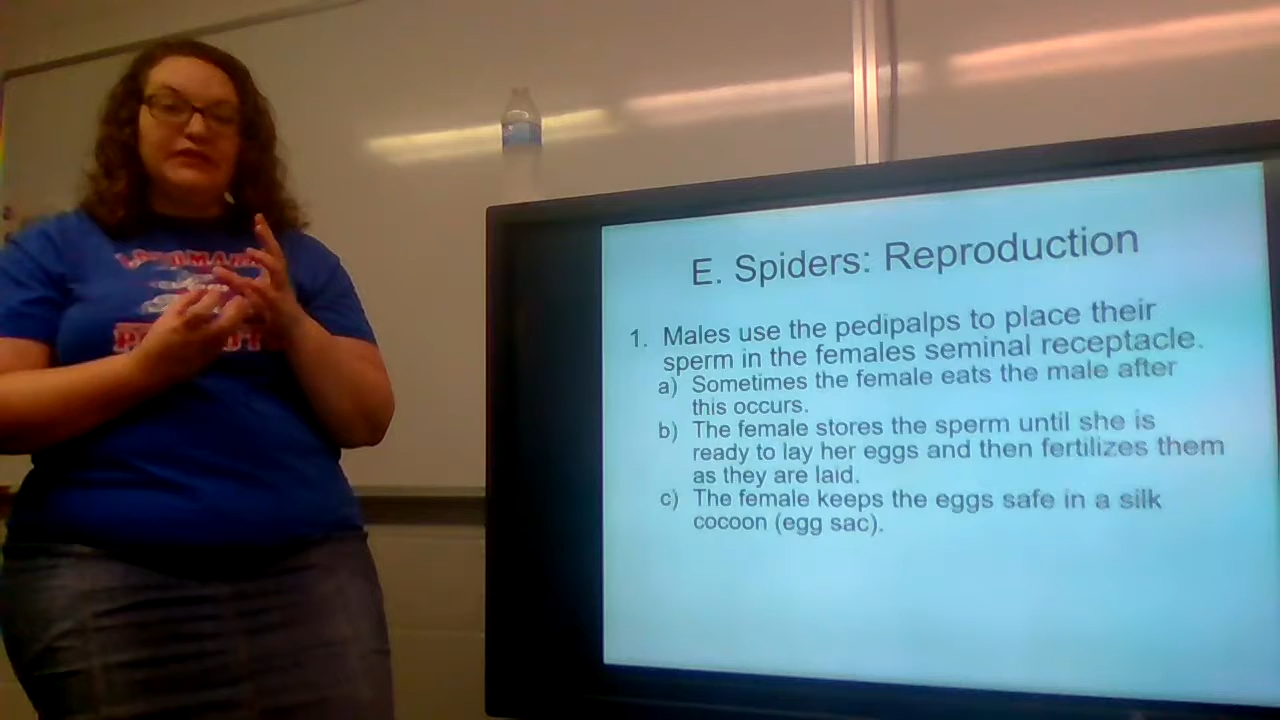 LANDMARK
E. Spiders: Reproduction
1. Males use the pedipalps to place their
sperm in the females seminal receptacle.
a) Sometimes the female eats the male after
this occurs.
b) The female stores the sperm until she is
ready to lay her eggs and then fertilizes them
as they are laid.
c) The female keeps the eggs safe in a silk
cocoon (egg sac).